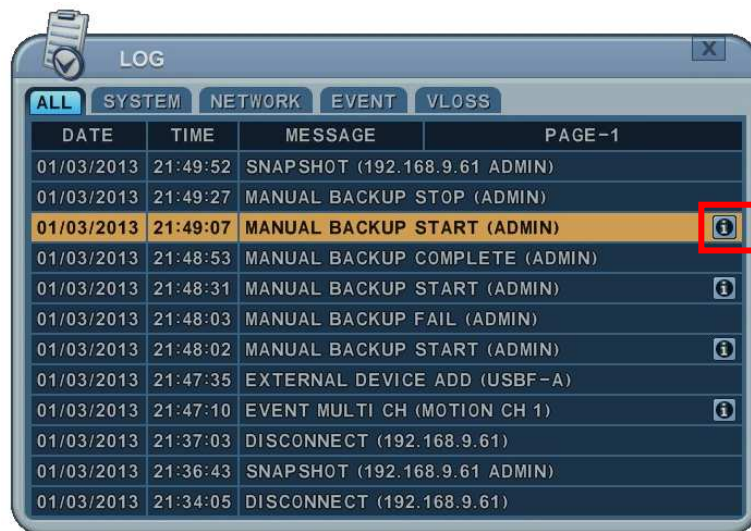 LOG X
ALL SYSTEM NETWORK EVENT VLOSS
DATE TIME MESSAGE PAGE-1
01/03/2013 21:49:52 SNAPSHOT (192.168.9.61 ADMIN)
01/03/2013 21:49:27 MANUAL BACKUP STOP (ADMIN)
01/03/2013 21:49:07 MANUAL BACKUP START (ADMIN) i
01/03/2013 21:48:53 MANUAL BACKUP COMPLETE (ADMIN)
01/03/2013 21:48:31 MANUAL BACKUP START (ADMIN) i
01/03/2013 21:48:03 MANUAL BACKUP FAIL (ADMIN)
01/03/2013 21:48:02 MANUAL BACKUP START (ADMIN) i
01/03/2013 21:47:35 EXTERNAL DEVICE ADD (USBF-A)
01/03/2013 21:47:10 EVENT MULTI CH (MOTION CH 1) i
01/03/2013 21:37:03 DISCONNECT (192.168.9.61)
01/03/2013 21:36:43 SNAPSHOT (192.168.9.61 ADMIN)
01/03/2013 21:34:05 DISCONNECT (192.168.9.61)